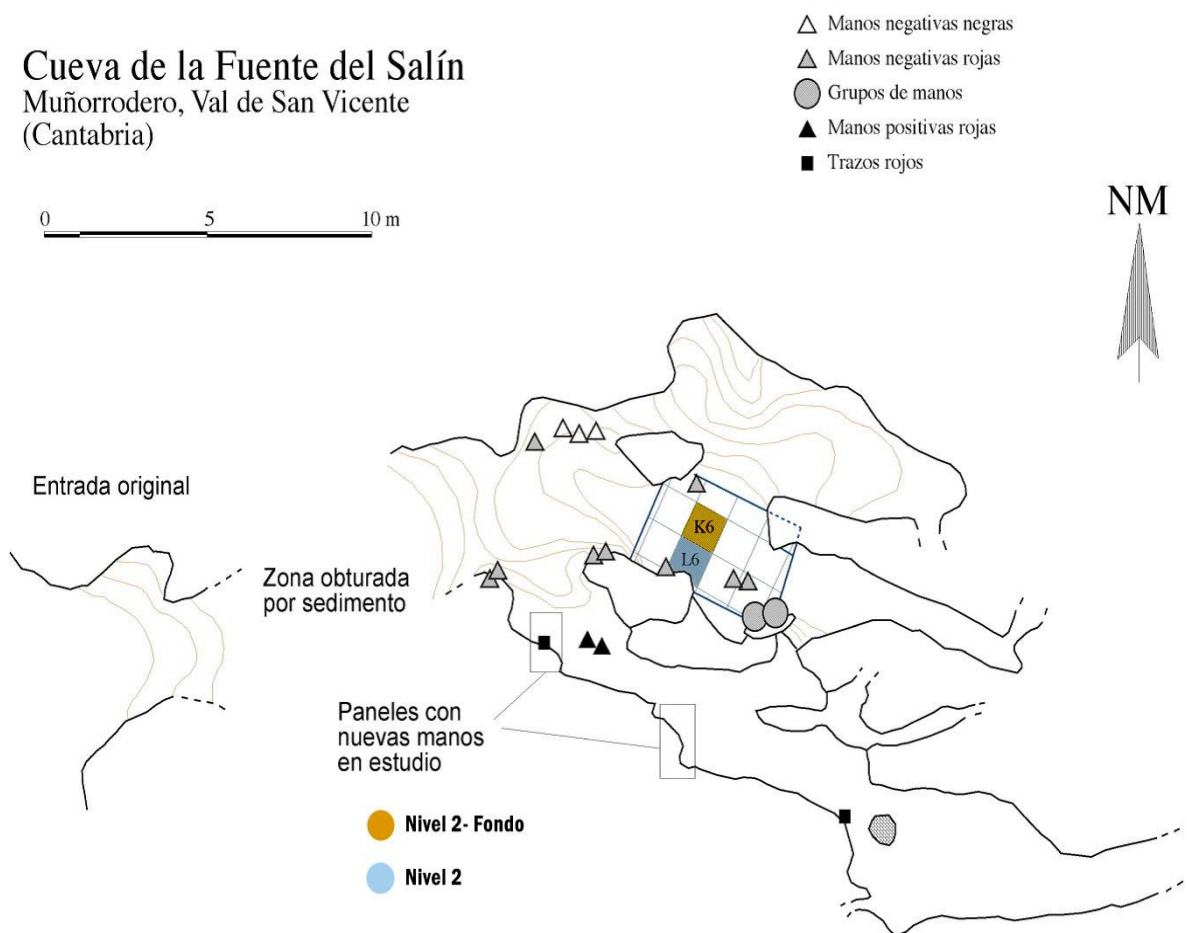 Cueva de la Fuente del Salín
Muñorrodero, Val de San Vicente
(Cantabria)
0 5 10 m
Manos negativas negras
Manos negativas rojas
Grupos de manos
Manos positivas rojas
Trazos rojos
NM
Entrada original
Zona obturada
por sedimento
K6
L6
Paneles con
nuevas manos
en estudio
Nivel 2- Fondo
Nivel 2